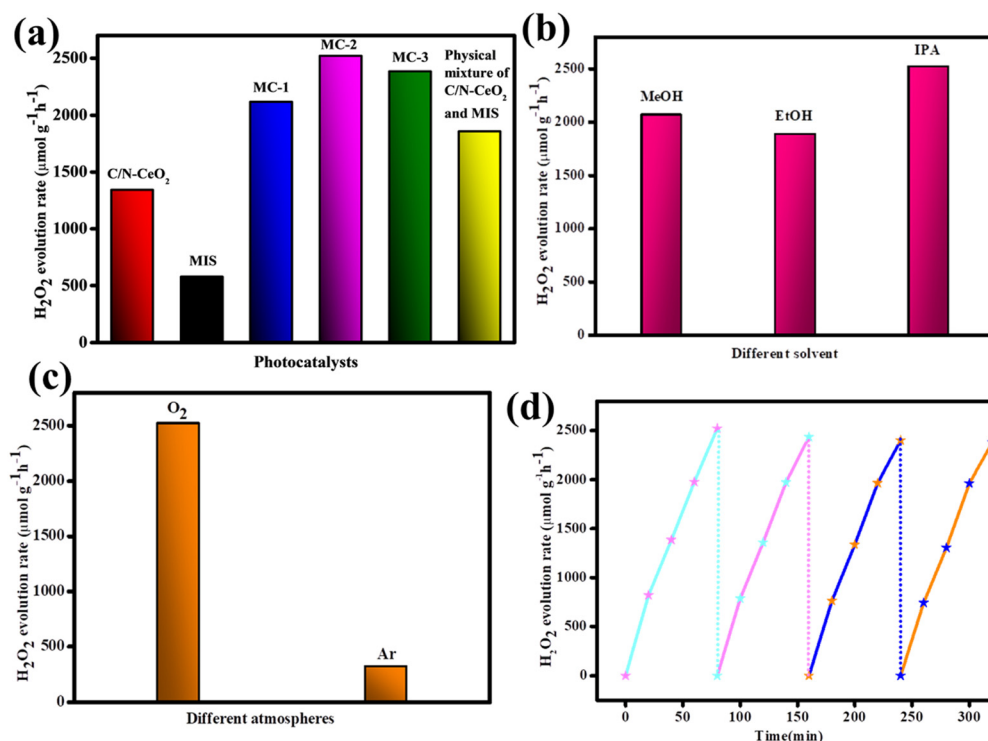 (a)
H₂O₂ evolution rate (μmol g⁻¹h⁻¹)
2500
2000
1500
1000
500
0
C/N-CeO₂
MIS
MC-1
MC-2
MC-3
Physical
mixture of
C/N-CeO₂
and MIS
Photocatalysts
(b)
H₂O₂ evolution rate (μmol g⁻¹h⁻¹)
2500
2000
1500
1000
500
0
MeOH
EtOH
IPA
Different solvent
(c)
H₂O₂ evolution rate (μmol g⁻¹h⁻¹)
2500
2000
1500
1000
500
0
O₂
Ar
Different atmospheres
(d)
H₂O₂ evolution rate (μmol g⁻¹h⁻¹)
2500
2000
1500
1000
500
0
0 50 100 150 200 250 300
Time(min)